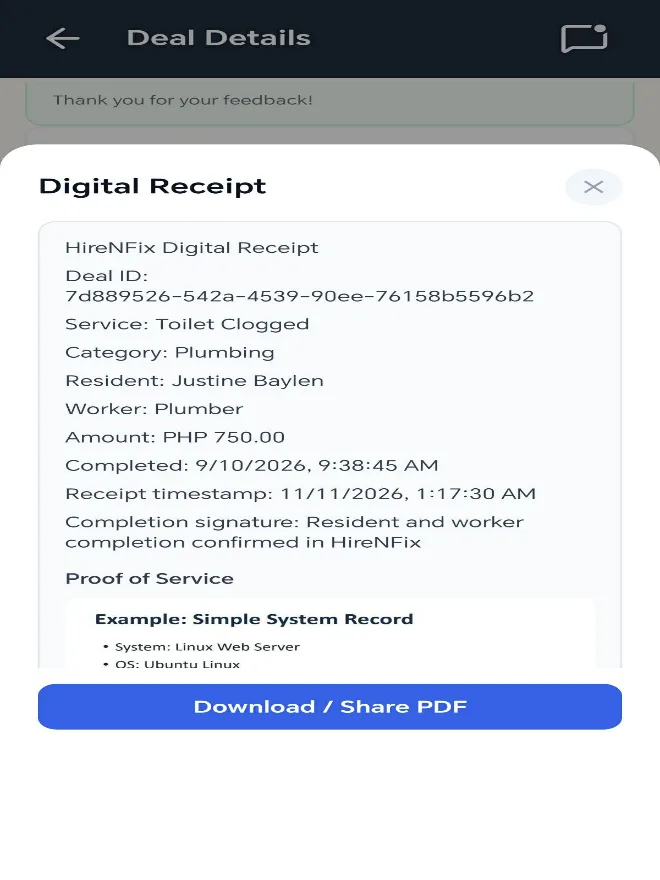 Deal Details
Thank you for your feedback!
Digital Receipt
HireNFix Digital Receipt
Deal ID:
7d889526-542a-4539-90ee-76158b5596b2
Service: Toilet Clogged
Category: Plumbing
Resident: Justine Baylen
Worker: Plumber
Amount: PHP 750.00
Completed: 9/10/2026, 9:38:45 AM
Receipt timestamp: 11/11/2026, 1:17:30 AM
Completion signature: Resident and worker
completion confirmed in HireNFix
Proof of Service
Example: Simple System Record
• System: Linux Web Server
• OS: Ubuntu Linux
Download / Share PDF